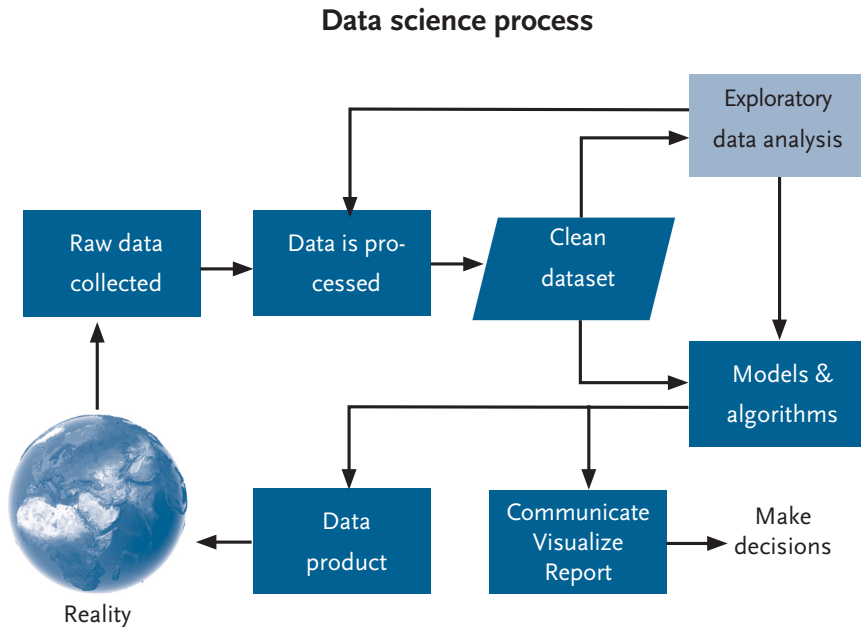 Data science process
Exploratory
data analysis
Raw data
collected
Data is pro-
cessed
Clean
dataset
Models &
algorithms
Data
product
Communicate
Visualize
Report
Make
decisions
Reality